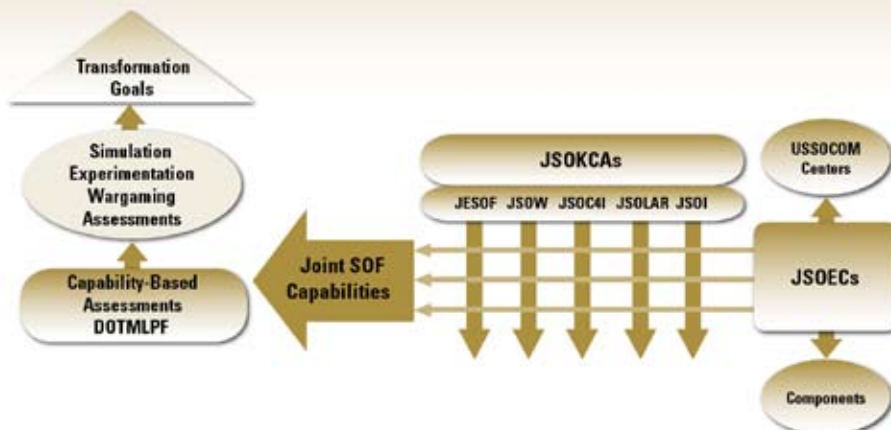 Transformation
Goals
Simulation
Experimentation
Wargaming
Assessments
Capability-Based
Assessments
DOTMLPF
Joint SOF
Capabilities
JSOKCAs
JESOF JSOW JSOC4I JSOLAR JSOI
USSOCOM
Centers
JSOECs
Components